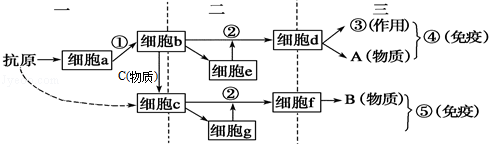 一 二 三
抗原 细胞a ① 细胞b ② 细胞d ③(作用) ④(免疫)
细胞e A(物质)
C(物质)
细胞c ② 细胞f B(物质) ⑤(免疫)
细胞g